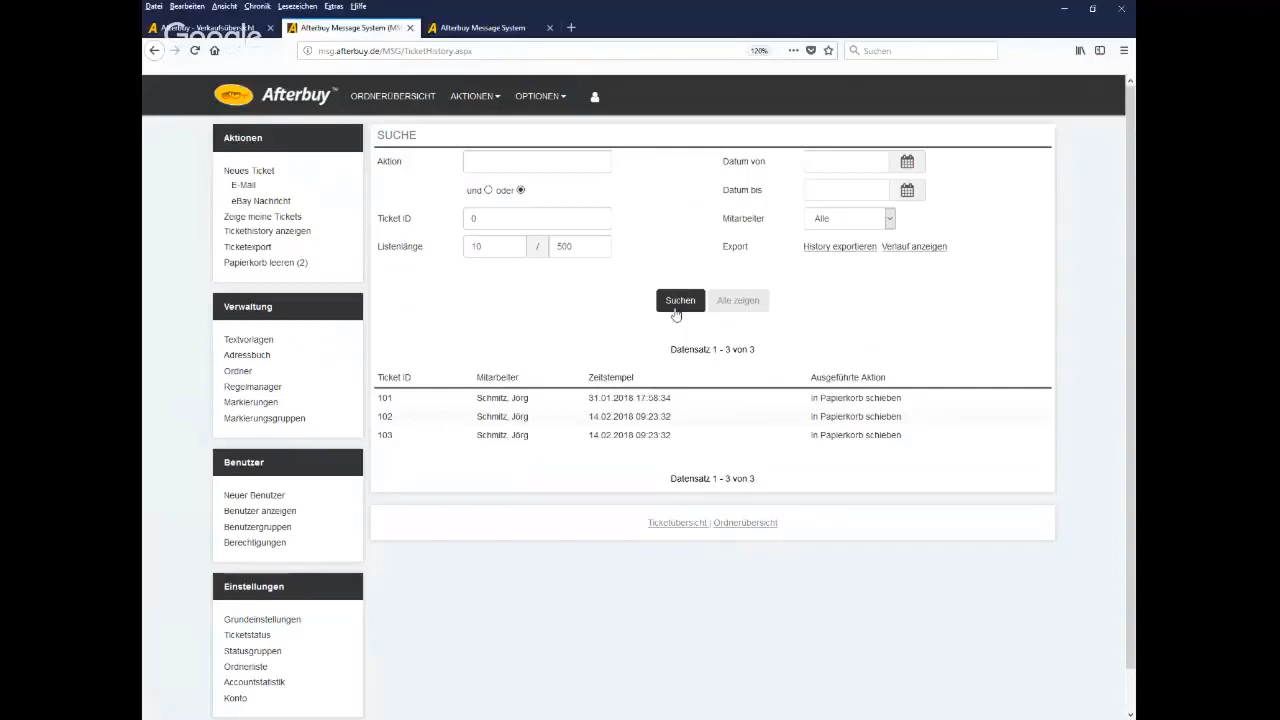 Datei Bearbeiten Ansicht Chronik Lesezeichen Extras Hilfe
Google
Afterbuy - Verkaufsübersicht
Afterbuy Message System (MS
Afterbuy Message System
msg.afterbuy.de/MSG/TicketHistory.aspx
120%
Suchen
Afterbuy™
ORDNERÜBERSICHT
AKTIONEN
OPTIONEN
Aktionen
Neues Ticket
E-Mail
eBay Nachricht
Zeige meine Tickets
Tickethistory anzeigen
Ticketexport
Papierkorb leeren (2)
Verwaltung
Textvorlagen
Adressbuch
Ordner
Regelmanager
Markierungen
Markierungsgruppen
Benutzer
Neuer Benutzer
Benutzer anzeigen
Benutzergruppen
Berechtigungen
Einstellungen
Grundeinstellungen
Ticketstatus
Statusgruppen
Ordnerliste
Accountstatistik
Konto
SUCHE
Aktion
Datum von
und oder
Datum bis
Ticket ID 0
Mitarbeiter Alle
Listenlänge 10 / 500
Export History exportieren Verlauf anzeigen
Suchen Alle zeigen
Datensatz 1 - 3 von 3
Ticket ID Mitarbeiter Zeitstempel Ausgeführte Aktion
101 Schmitz, Jörg 31.01.2018 17:58:34 In Papierkorb schieben
102 Schmitz, Jörg 14.02.2018 09:23:32 In Papierkorb schieben
103 Schmitz, Jörg 14.02.2018 09:23:32 In Papierkorb schieben
Datensatz 1 - 3 von 3
Ticketübersicht | Ordnerübersicht